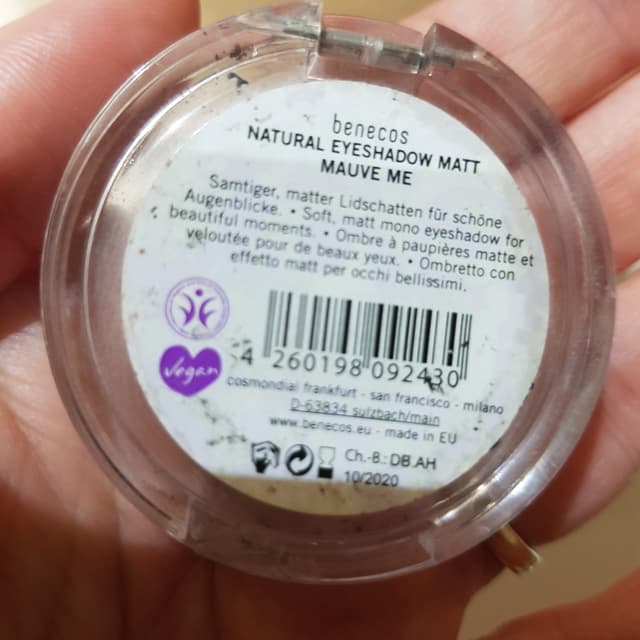 benecos
NATURAL EYESHADOW MATT
MAUVE ME
Samtiger, matter Lidschatten für schöne
Augenblicke. • Soft, matt mono eyeshadow for
beautiful moments. • Ombre à paupières matte et
veloutée pour de beaux yeux. • Ombretto con
effetto matt per occhi bellissimi.
vegan
4 260198 092430
cosmondial frankfurt - san francisco - milano
D-63834 sulzbach/main
www.benecos.eu - made in EU
Ch.-B.: DB.AH
10/2020